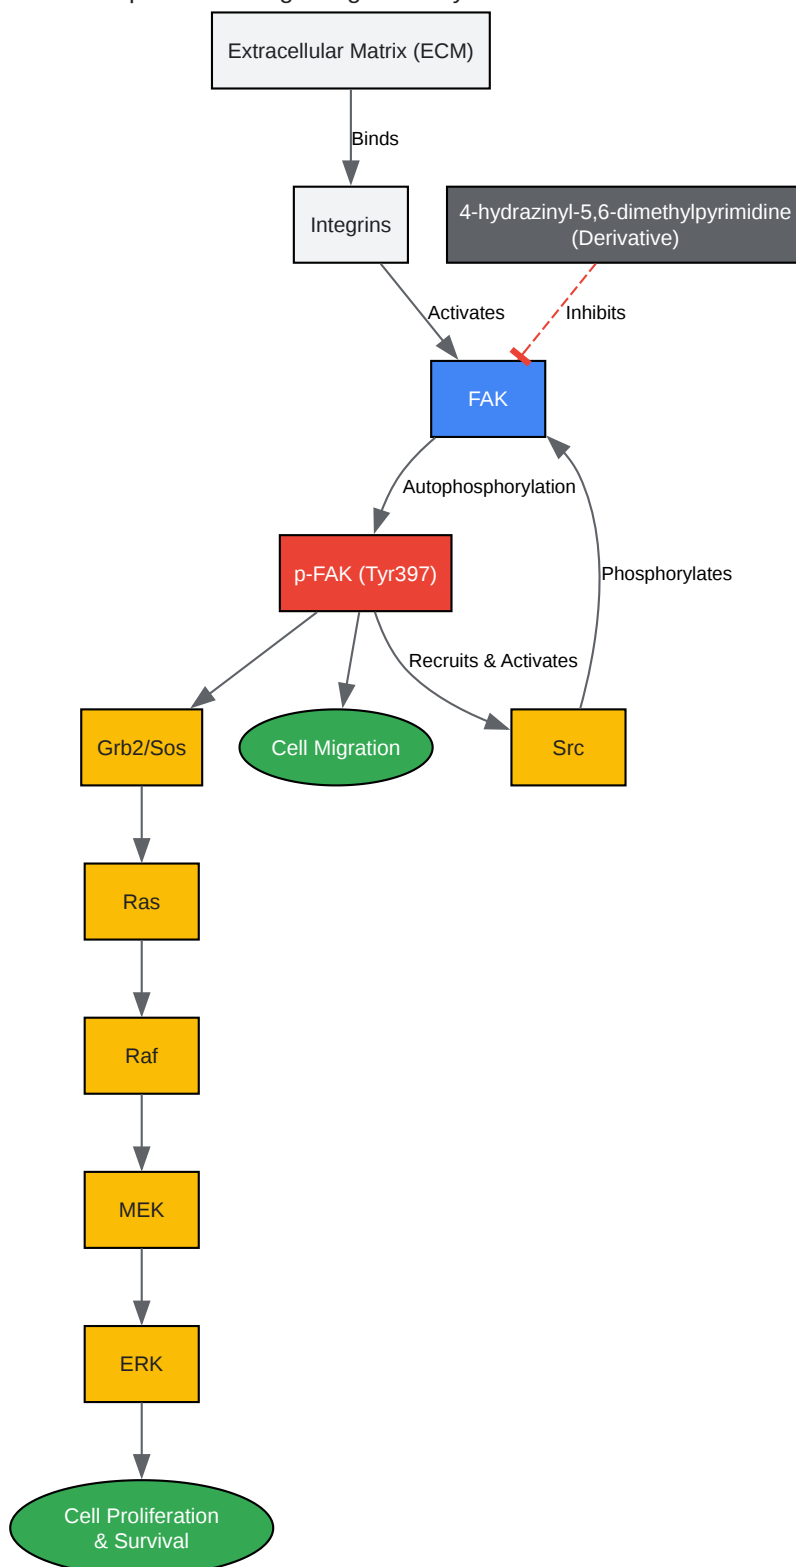 Extracellular Matrix (ECM)
Binds
Integrins
4-hydrazinyl-5,6-dimethylpyrimidine
(Derivative)
Activates
Inhibits
FAK
Autophosphorylation
p-FAK (Tyr397)
Phosphorylates
Recruits & Activates
Grb2/Sos
Cell Migration
Src
Ras
Raf
MEK
ERK
Cell Proliferation
& Survival